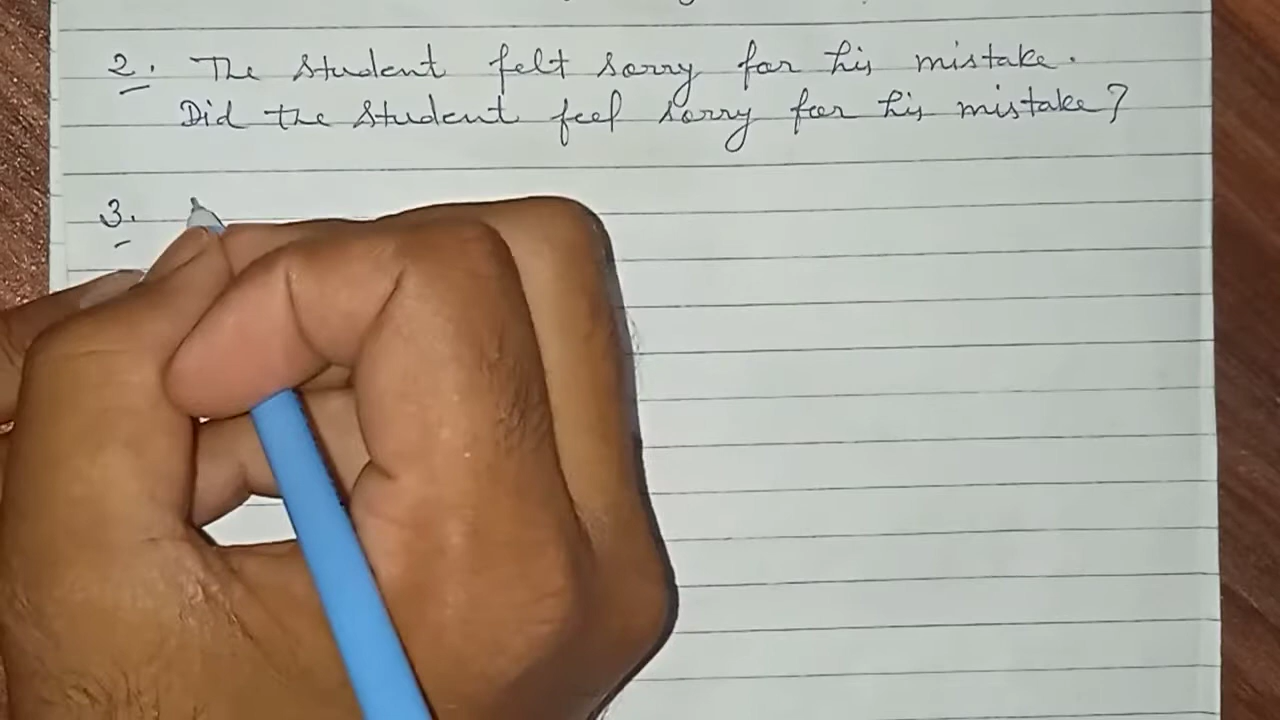 2. The student felt sorry for his mistake.
Did the student feel sorry for his mistake?
3.